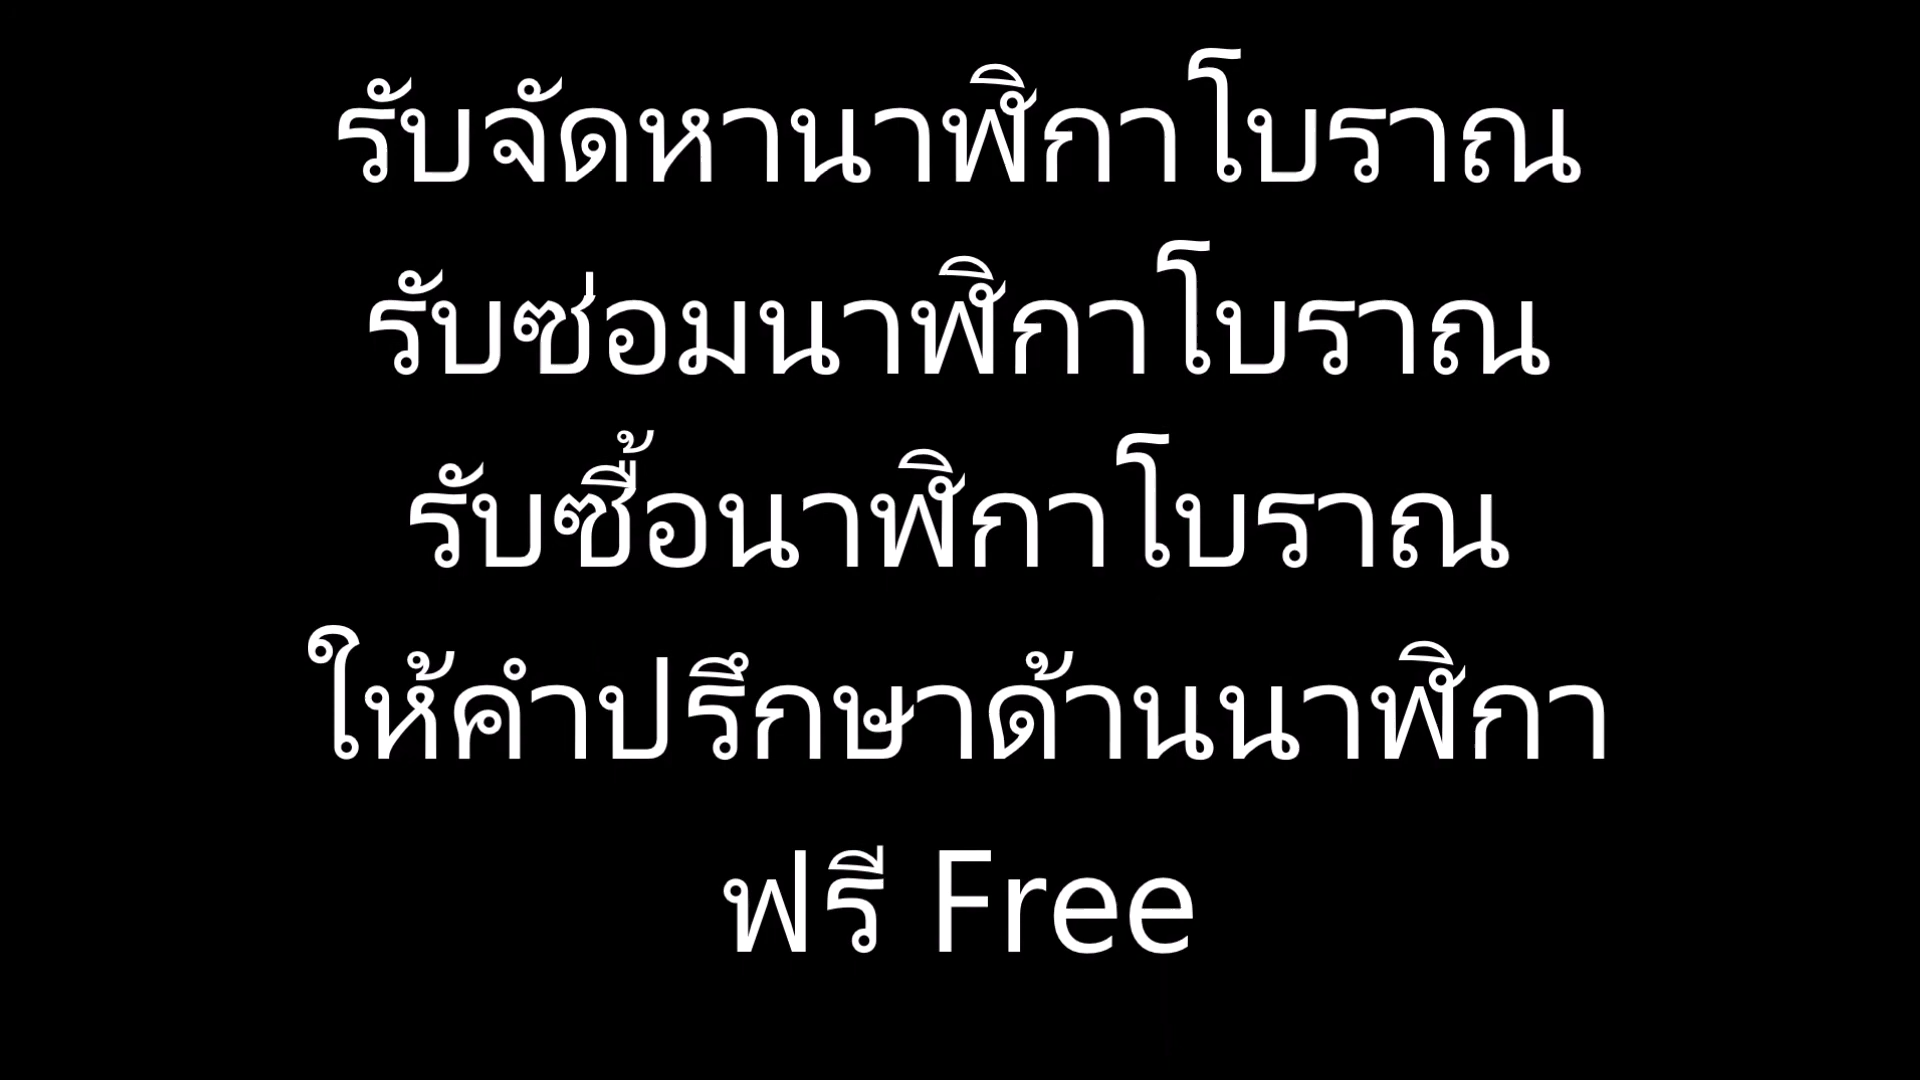 รับจัดหานาฬิกาโบราณ
รับซ่อมนาฬิกาโบราณ
รับซื้อนาฬิกาโบราณ
ให้คำปรึกษาด้านนาฬิกา
ฟรี Free